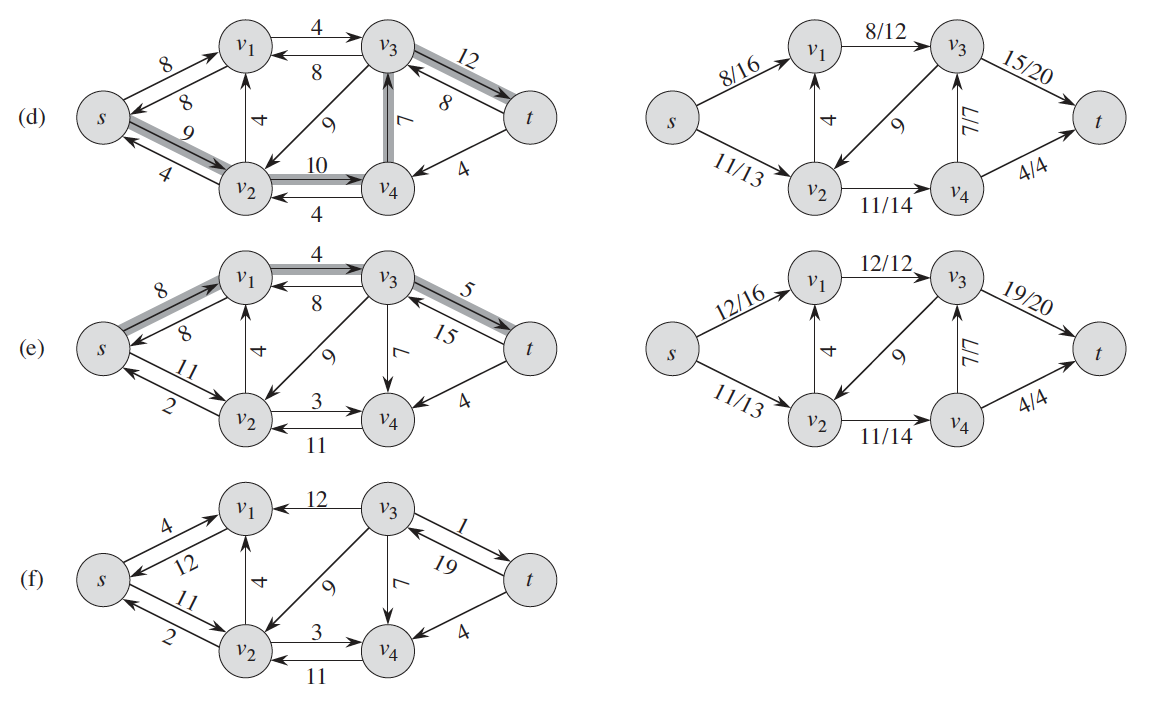 4 8/12
v1 v3 v1 v3
8 12 8/16 15/20
8 8 8
(d) s 9 4 9 7 t s 4 9 7/7 t
4 10 4 11/13 4/4
v2 v4 v2 v4
4 11/14
4 12/12
v1 v3 v1 v3
8 5 12/16 19/20
8 8 15
(e) s 11 4 9 7 t s 4 9 7/7 t
2 3 4 11/13 4/4
v2 v4 v2 v4
11 11/14
v1 12 v3
4 1
12 19
(f) s 11 4 9 7 t
2 3 4
v2 v4
11